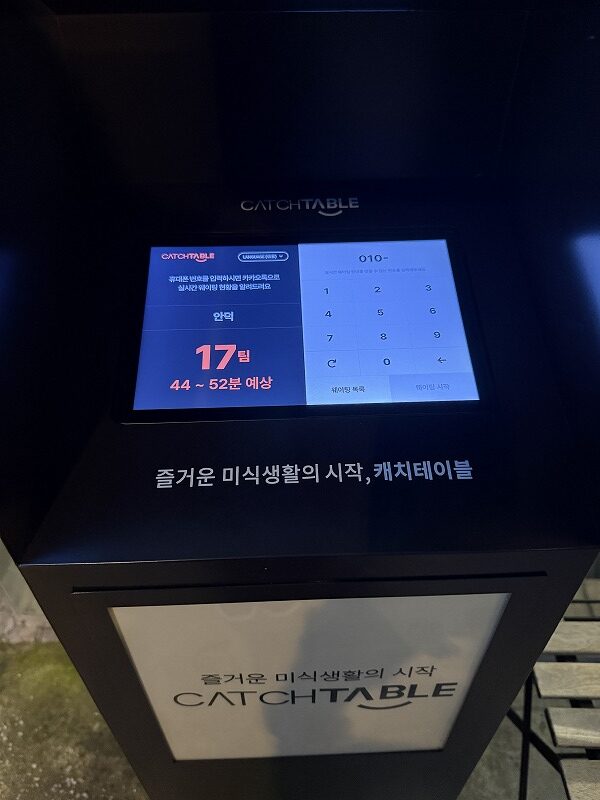 CATCHTABLE
CATCHTABLE
LANGUAGE (언어)
휴대폰 번호를 입력하시면 카카오톡으로
실시간 웨이팅 현황을 알려드려요
안덕
17팀
44 ~ 52분 예상
010-
1 2 3
4 5 6
7 8 9
0
웨이팅 목록
웨이팅 시작
즐거운 미식생활의 시작, 캐치테이블
즐거운 미식생활의 시작
CATCHTABLE